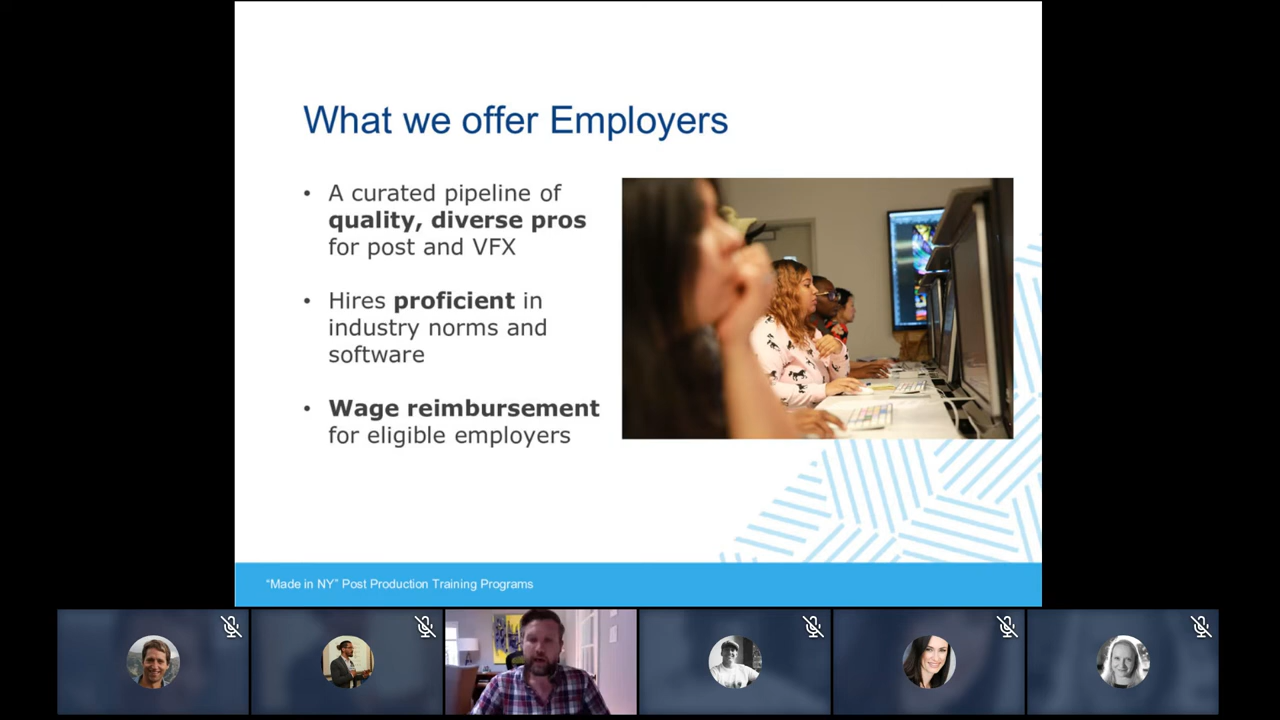 What we offer Employers
• A curated pipeline of
quality, diverse pros
for post and VFX
• Hires proficient in
industry norms and
software
• Wage reimbursement
for eligible employers
“Made in NY” Post Production Training Programs